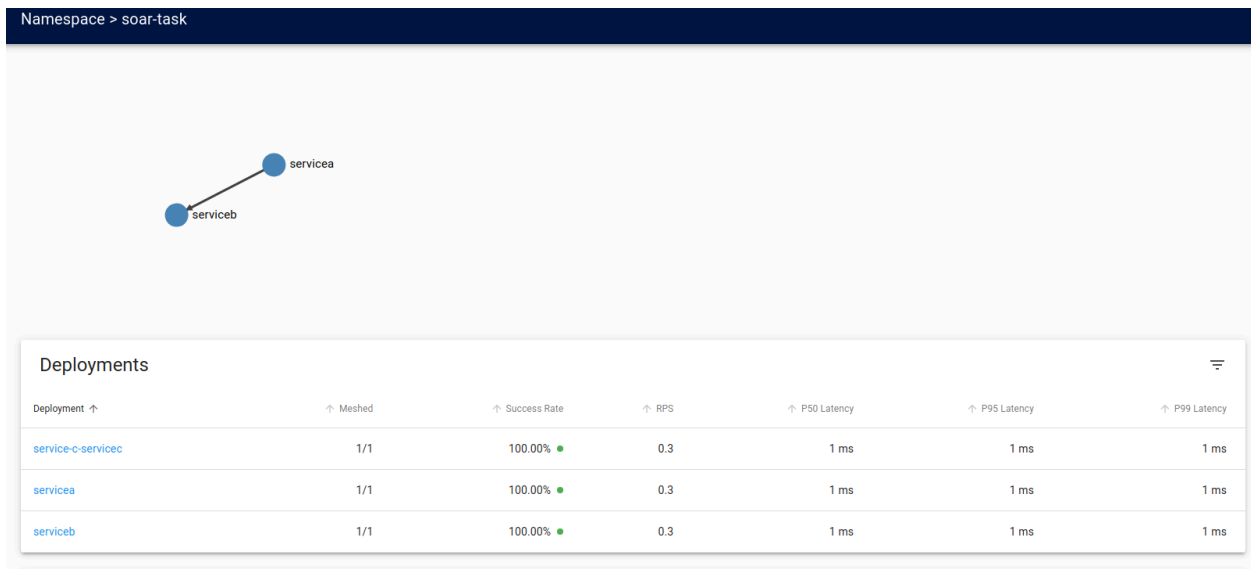 Namespace > soar-task
servicea
serviceb
Deployments
Deployment ↑ ↑ Meshed ↑ Success Rate ↑ RPS ↑ P50 Latency ↑ P95 Latency ↑ P99 Latency
service-c-servicec 1/1 100.00% 0.3 1 ms 1 ms 1 ms
servicea 1/1 100.00% 0.3 1 ms 1 ms 1 ms
serviceb 1/1 100.00% 0.3 1 ms 1 ms 1 ms